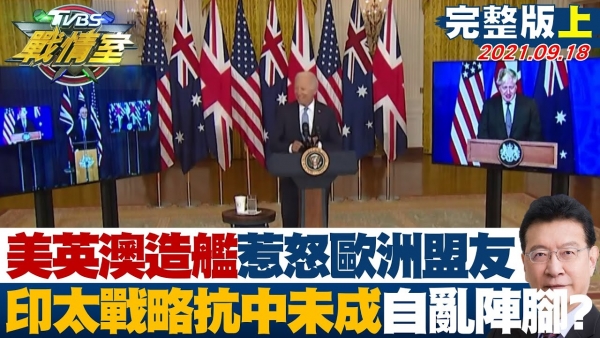 TVBS
戰情室
完整版上
2021.09.18
美英澳造艦惹怒歐洲盟友
印太戰略抗中未成自亂陣腳?